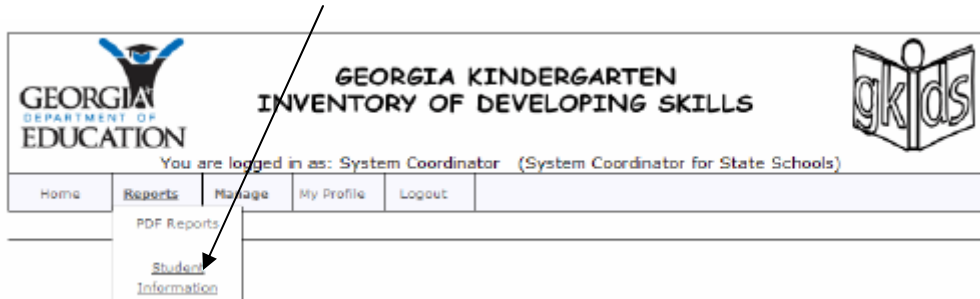 GEORGIA
DEPARTMENT OF
EDUCATION
GEORGIA KINDERGARTEN
INVENTORY OF DEVELOPING SKILLS
gkids
You are logged in as: System Coordinator (System Coordinator for State Schools)
Home Reports Manage My Profile Logout
PDF Reports
Student
Information